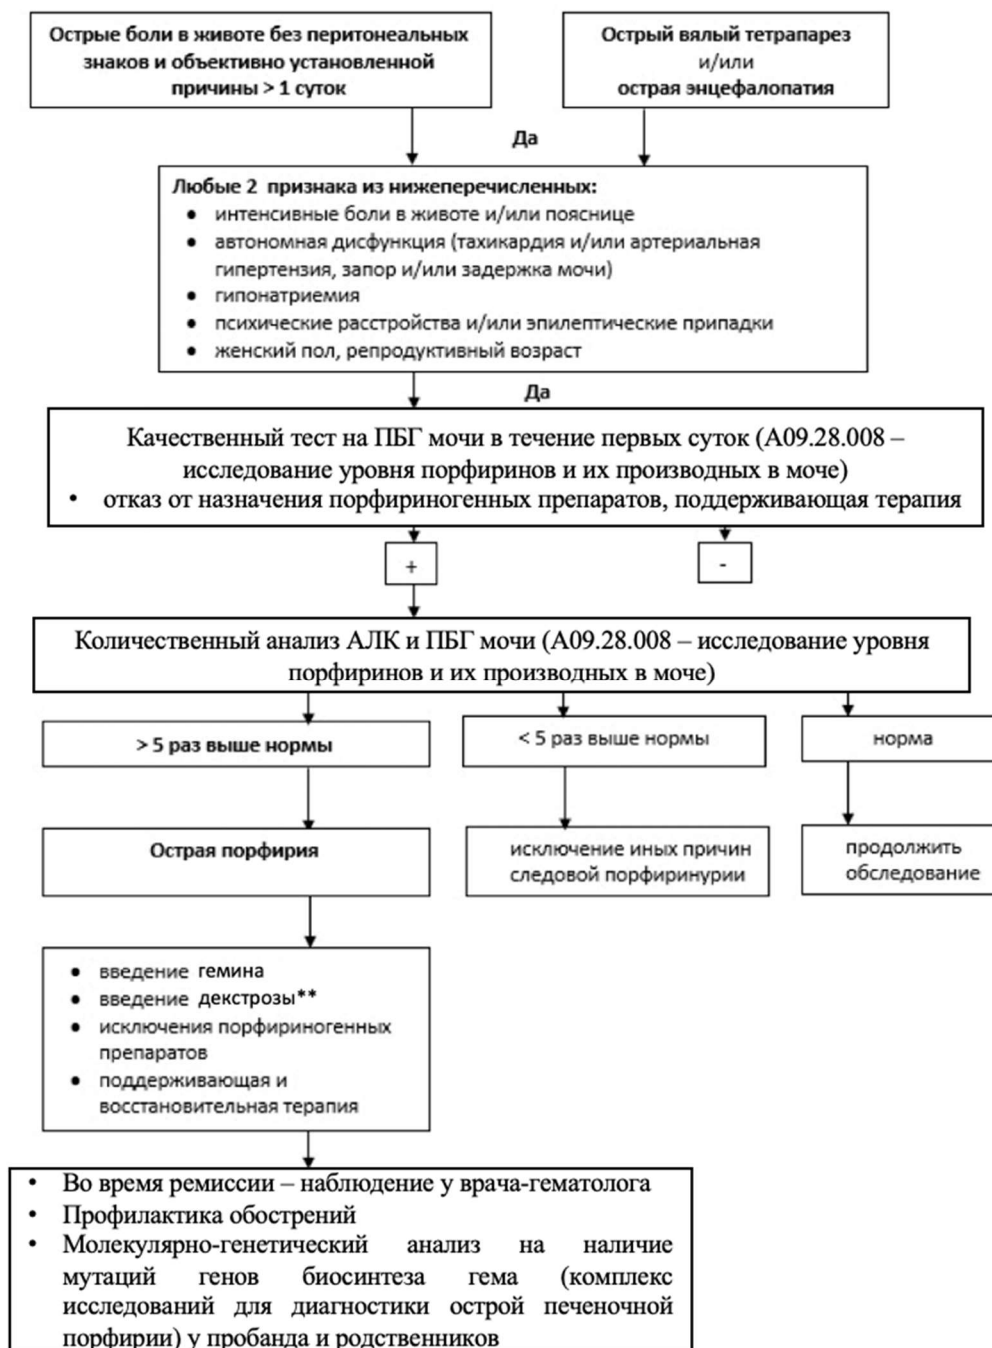 Острые боли в животе без перитонеальных
знаков и объективно установленной
причины > 1 суток
Острый вялый тетрапарез
и/или
острая энцефалопатия
Да
Любые 2 признака из нижеперечисленных:
• интенсивные боли в животе и/или пояснице
• автономная дисфункция (тахикардия и/или артериальная
гипертензия, запор и/или задержка мочи)
• гипонатриемия
• психические расстройства и/или эпилептические припадки
• женский пол, репродуктивный возраст
Да
Качественный тест на ПБГ мочи в течение первых суток (A09.28.008 –
исследование уровня порфиринов и их производных в моче)
• отказ от назначения порфириногенных препаратов, поддерживающая терапия
+
-
Количественный анализ АЛК и ПБГ мочи (A09.28.008 – исследование уровня
порфиринов и их производных в моче)
> 5 раз выше нормы
< 5 раз выше нормы
норма
Острая порфирия
исключение иных причин
следовой порфиринурии
продолжить
обследование
• введение гемина
• введение декстрозы**
• исключения порфириногенных
препаратов
• поддерживающая и
восстановительная терапия
• Во время ремиссии – наблюдение у врача-гематолога
• Профилактика обострений
• Молекулярно-генетический анализ на наличие
мутаций генов биосинтеза гема (комплекс
исследований для диагностики острой печеночной
порфирии) у пробанда и родственников